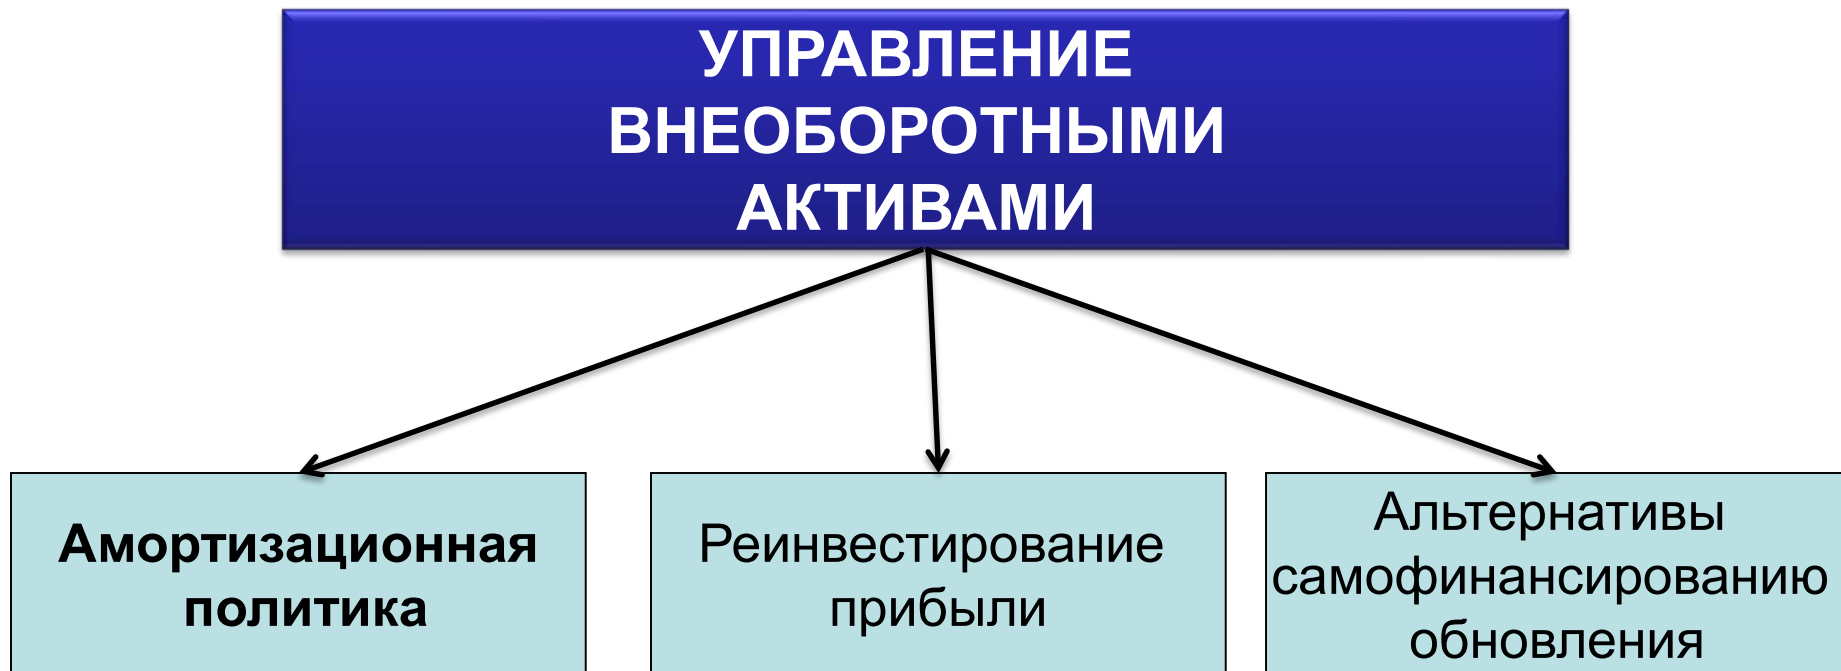 УПРАВЛЕНИЕ
ВНЕОБОРОТНЫМИ
АКТИВАМИ
Амортизационная
политика
Реинвестирование
прибыли
Альтернативы
самофинансированию
обновления